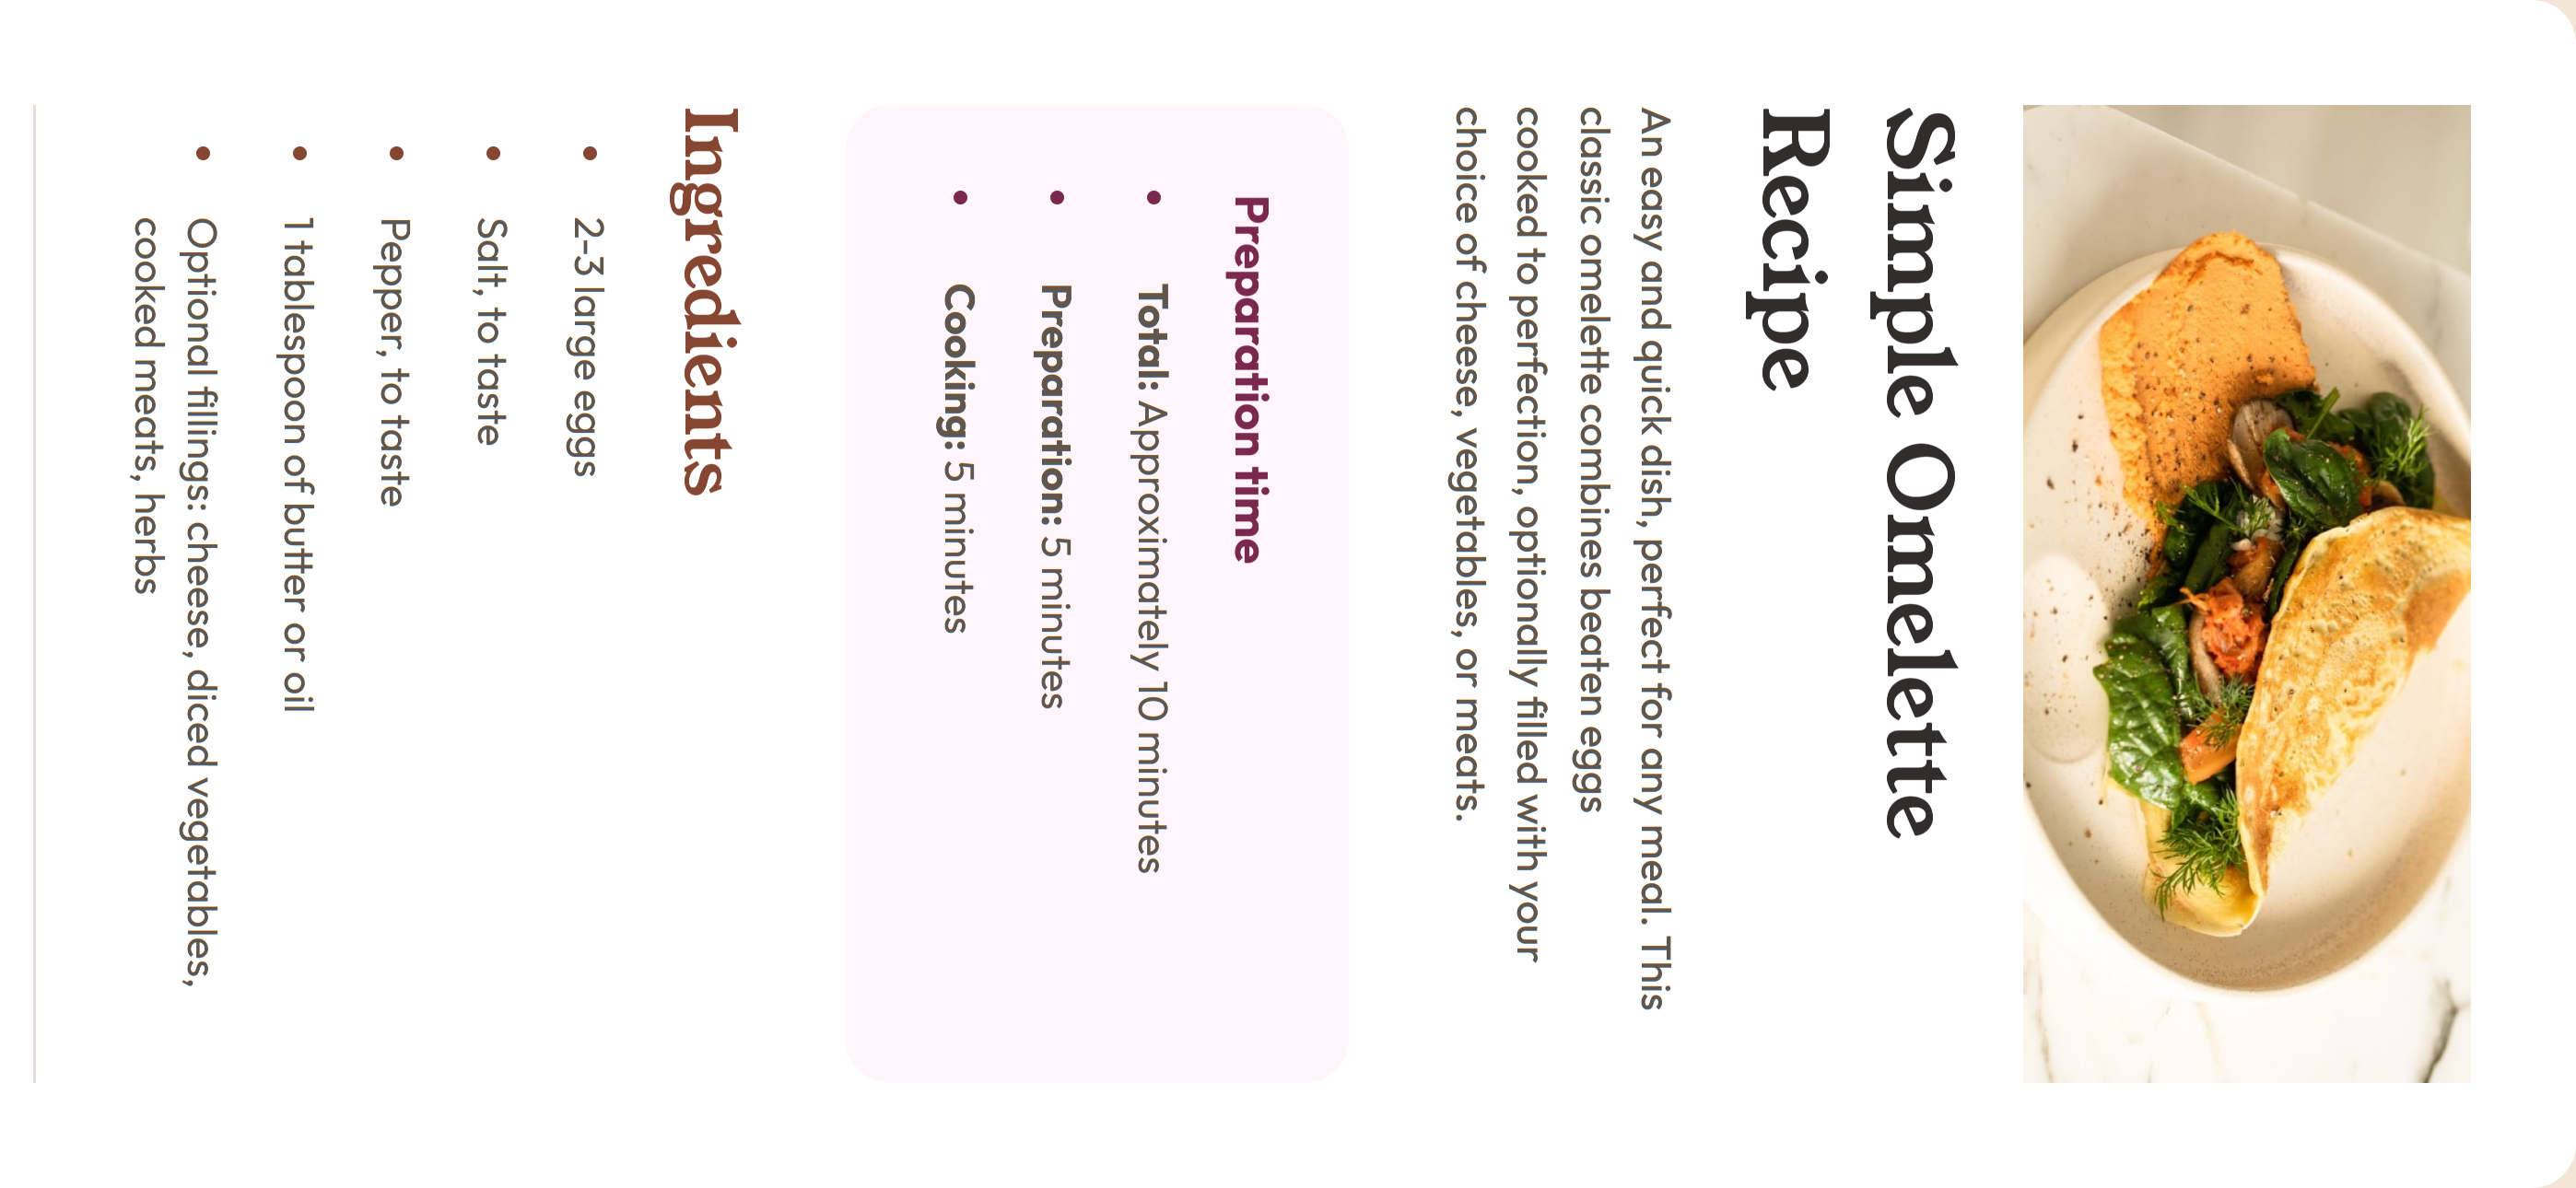 Simple Omelette
Recipe
An easy and quick dish, perfect for any meal. This
classic omelette combines beaten eggs
cooked to perfection, optionally filled with your
choice of cheese, vegetables, or meats.
Preparation time
• Total: Approximately 10 minutes
• Preparation: 5 minutes
• Cooking: 5 minutes
Ingredients
• 2-3 large eggs
• Salt, to taste
• Pepper, to taste
• 1 tablespoon of butter or oil
• Optional fillings: cheese, diced vegetables,
cooked meats, herbs